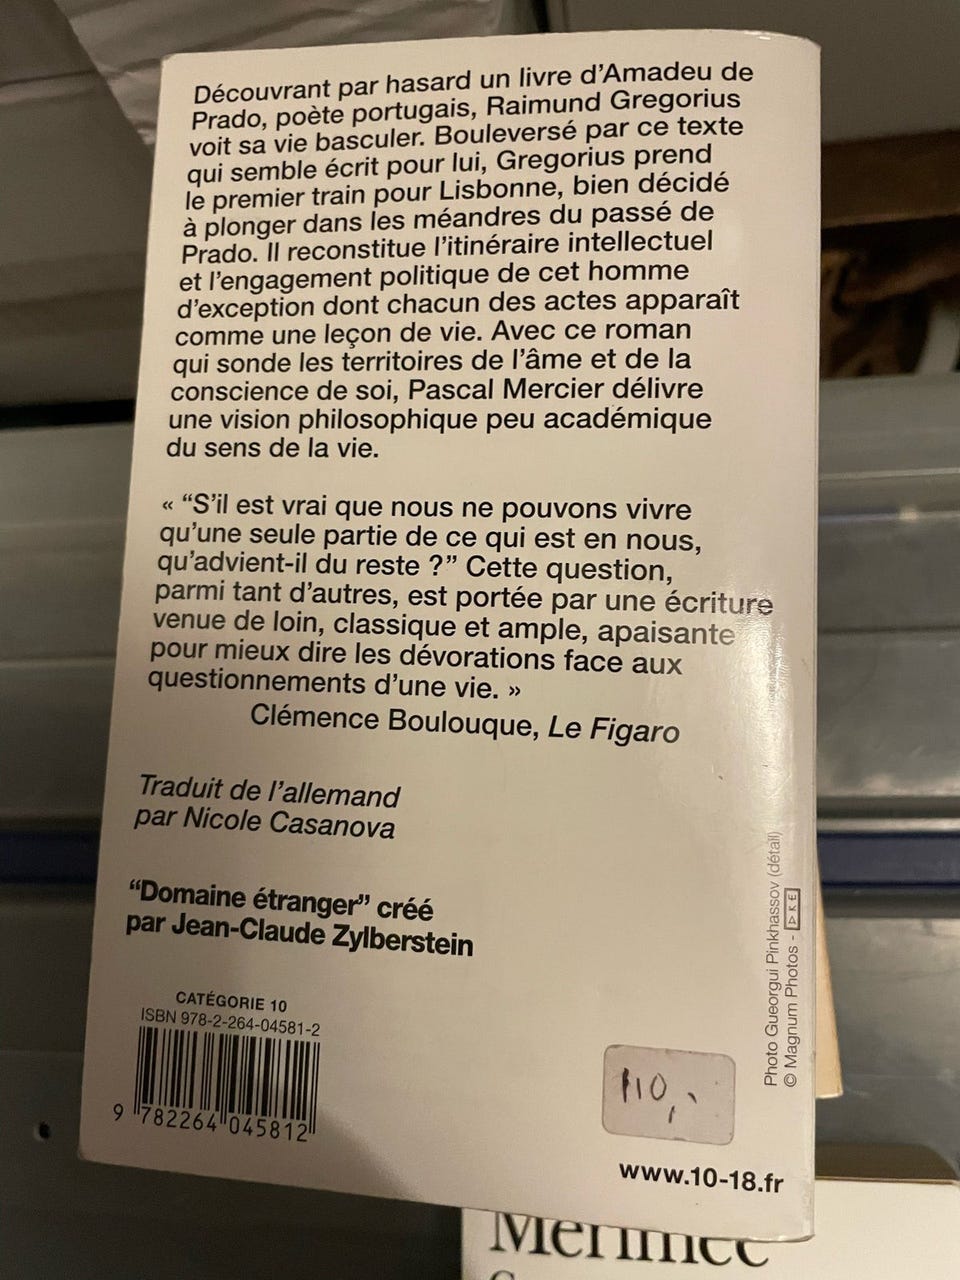 Découvrant par hasard un livre d'Amadeu de
Prado, poète portugais, Raimund Gregorius
voit sa vie basculer. Bouleversé par ce texte
qui semble écrit pour lui, Gregorius prend
le premier train pour Lisbonne, bien décidé
à plonger dans les méandres du passé de
Prado. Il reconstitue l'itinéraire intellectuel
et l'engagement politique de cet homme
d'exception dont chacun des actes apparaît
comme une leçon de vie. Avec ce roman
qui sonde les territoires de l'âme et de la
conscience de soi, Pascal Mercier délivre
une vision philosophique peu académique
du sens de la vie.
« “S'il est vrai que nous ne pouvons vivre
qu'une seule partie de ce qui est en nous,
qu'advient-il du reste ?” Cette question,
parmi tant d'autres, est portée par une écriture
venue de loin, classique et ample, apaisante
pour mieux dire les dévorations face aux
questionnements d'une vie. »
Clémence Boulouque, Le Figaro
Traduit de l'allemand
par Nicole Casanova
“Domaine étranger” créé
par Jean-Claude Zylberstein
CATÉGORIE 10
ISBN 978-2-264-04581-2
9 782264 045812
110,-
www.10-18.fr
Photo Gueorgui Pinkhassov (détail)
© Magnum Photos -
Mérimée